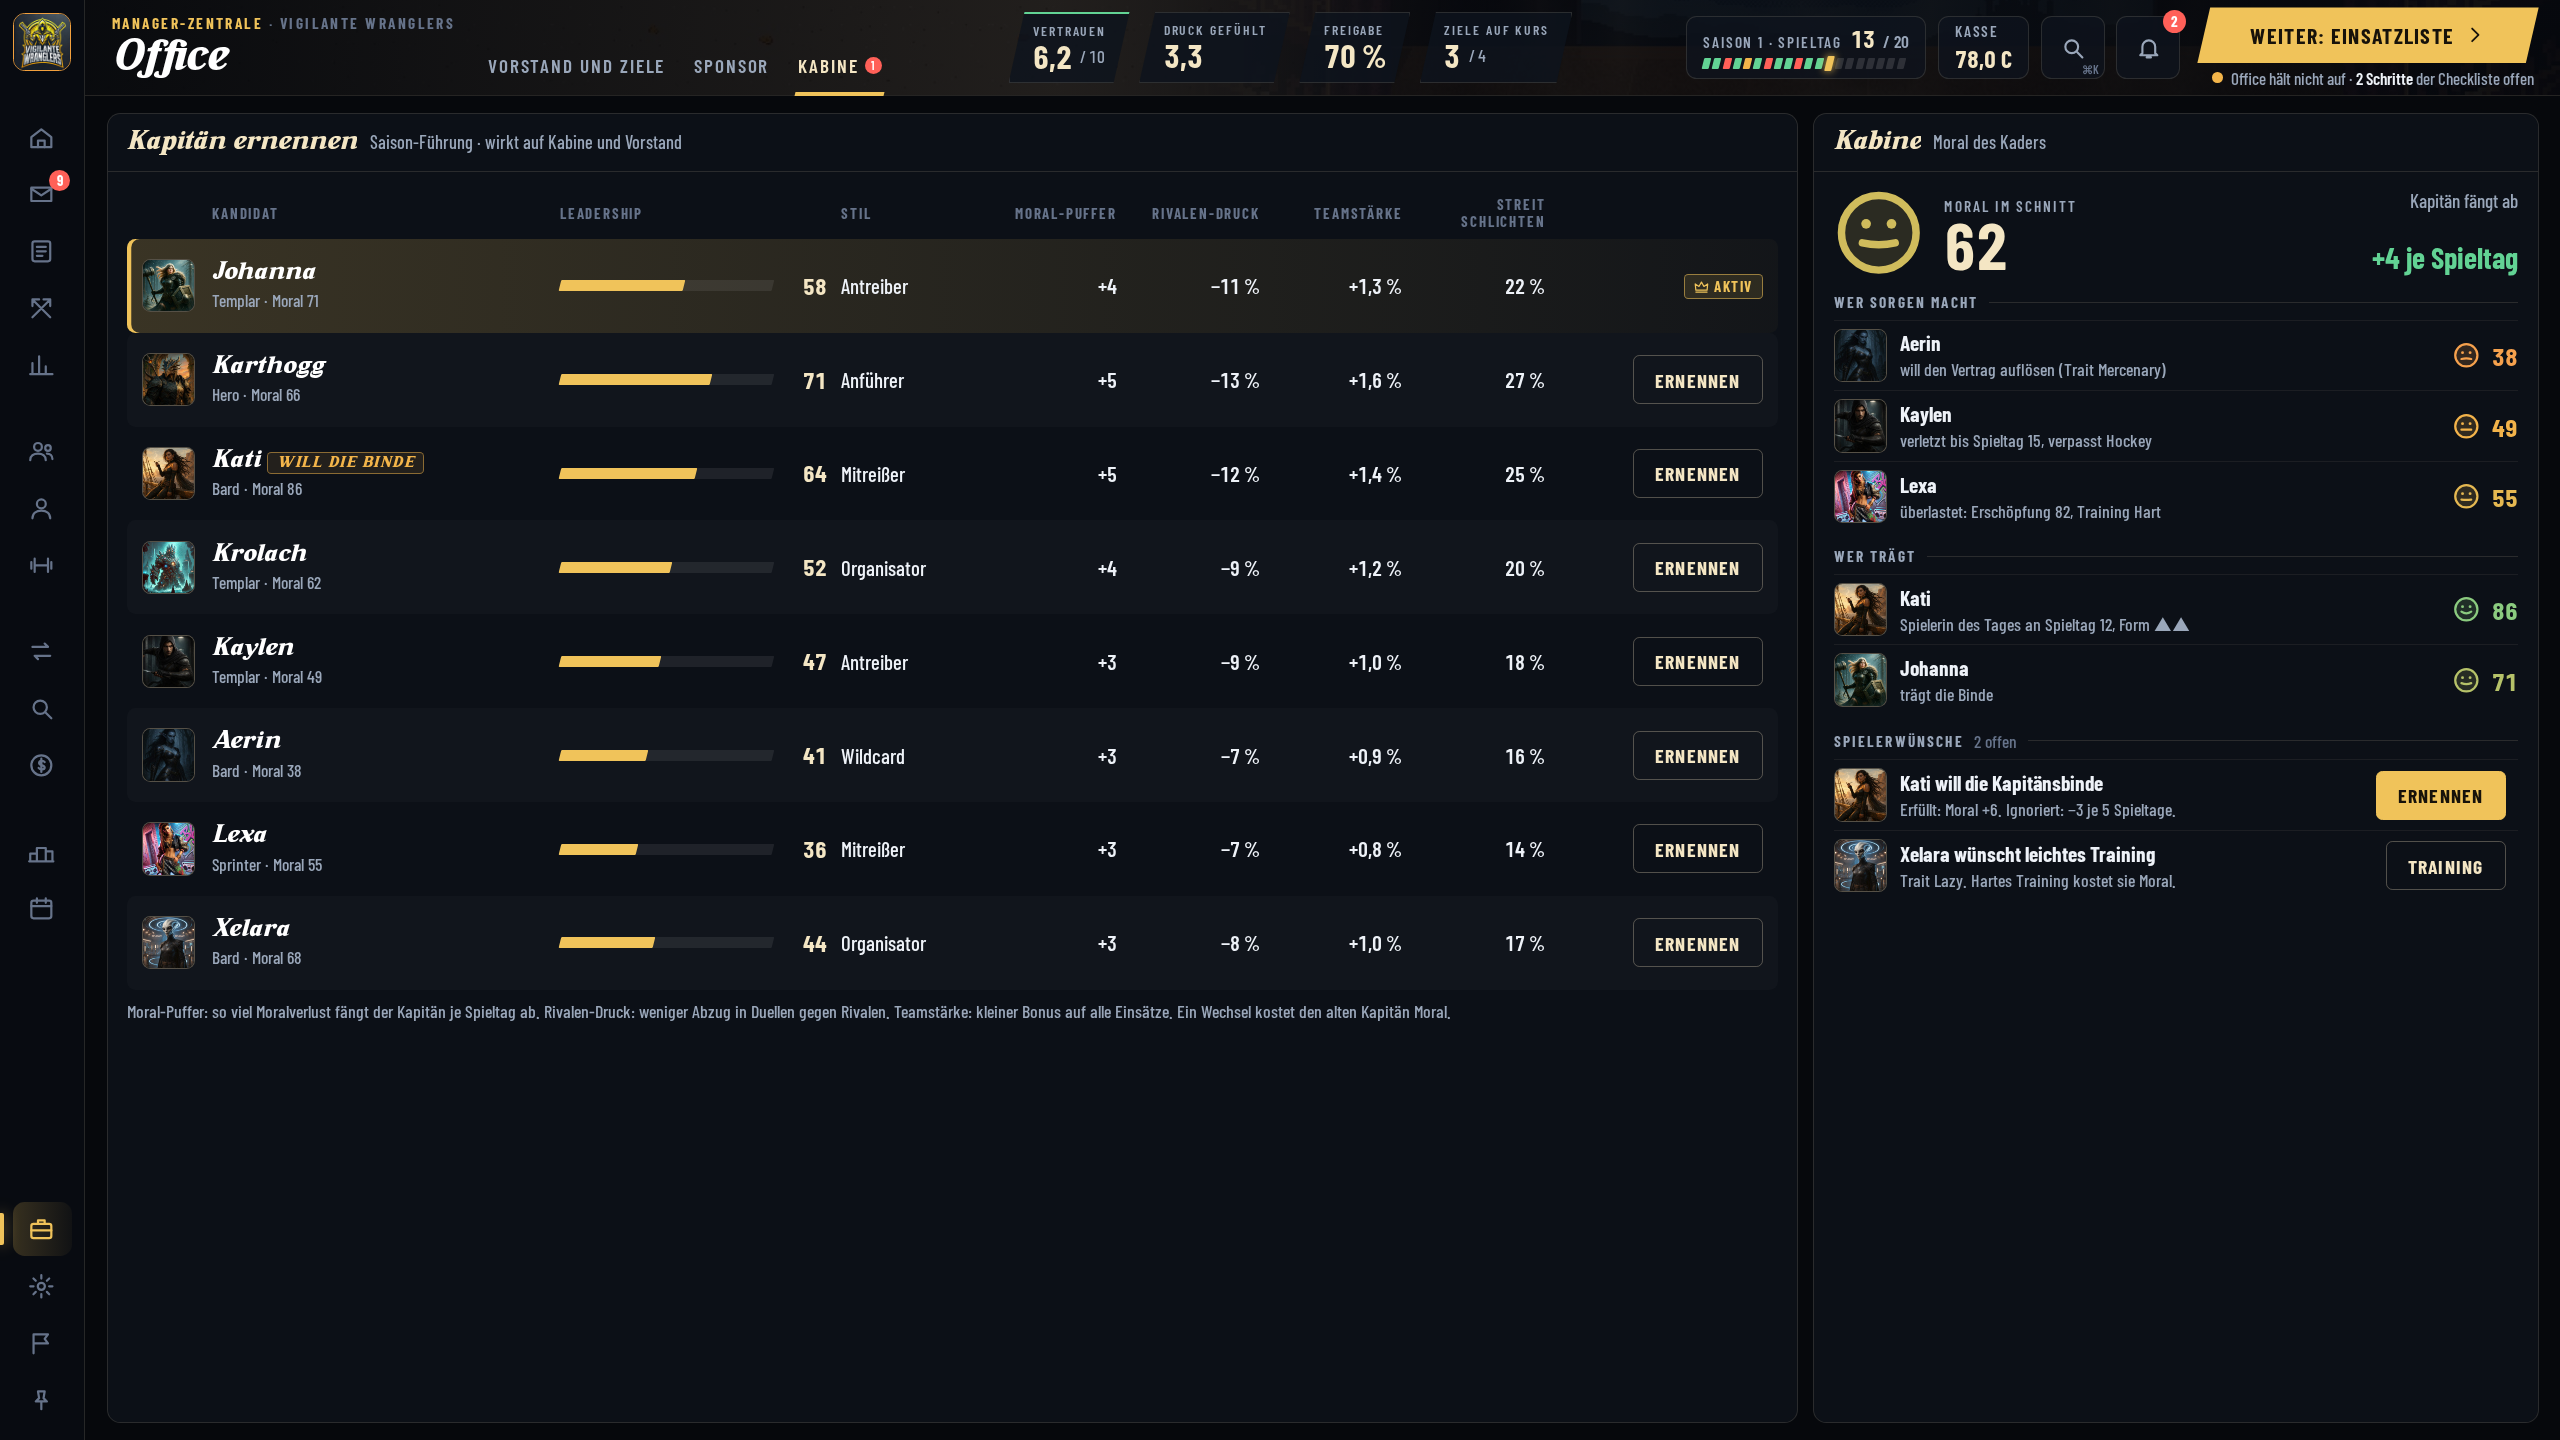 MANAGER-ZENTRALE · VIGILANTE WRANGLERS
Office
VORSTAND UND ZIELE
SPONSOR
KABINE 1
VERTRAUEN
6,2 / 10
DRUCK GEFÜHLT
3,3
FREIGABE
70 %
ZIELE AUF KURS
3 / 4
SAISON 1 · SPIELTAG 13 / 20
KASSE
78,0 C
⌘K
2
WEITER: EINSATZLISTE
Office hält nicht auf · 2 Schritte der Checkliste offen
VIGILANTE
WRANGLERS
9
Kapitän ernennen Saison-Führung · wirkt auf Kabine und Vorstand
KANDIDAT LEADERSHIP STIL MORAL-PUFFER RIVALEN-DRUCK TEAMSTÄRKE STREIT SCHLICHTEN
Johanna
Templar · Moral 71
58 Antreiber +4 −11 % +1,3 % 22 % AKTIV
Karthogg
Hero · Moral 66
71 Anführer +5 −13 % +1,6 % 27 % ERNENNEN
Kati WILL DIE BINDE
Bard · Moral 86
64 Mitreißer +5 −12 % +1,4 % 25 % ERNENNEN
Krolach
Templar · Moral 62
52 Organisator +4 −9 % +1,2 % 20 % ERNENNEN
Kaylen
Templar · Moral 49
47 Antreiber +3 −9 % +1,0 % 18 % ERNENNEN
Aerin
Bard · Moral 38
41 Wildcard +3 −7 % +0,9 % 16 % ERNENNEN
Lexa
Sprinter · Moral 55
36 Mitreißer +3 −7 % +0,8 % 14 % ERNENNEN
Xelara
Bard · Moral 68
44 Organisator +3 −8 % +1,0 % 17 % ERNENNEN
Moral-Puffer: so viel Moralverlust fängt der Kapitän je Spieltag ab. Rivalen-Druck: weniger Abzug in Duellen gegen Rivalen. Teamstärke: kleiner Bonus auf alle Einsätze. Ein Wechsel kostet den alten Kapitän Moral.
Kabine Moral des Kaders
MORAL IM SCHNITT
62
Kapitän fängt ab
+4 je Spieltag
WER SORGEN MACHT
Aerin
will den Vertrag auflösen (Trait Mercenary)
38
Kaylen
verletzt bis Spieltag 15, verpasst Hockey
49
Lexa
überlastet: Erschöpfung 82, Training Hart
55
WER TRÄGT
Kati
Spielerin des Tages an Spieltag 12, Form ▲▲
86
Johanna
trägt die Binde
71
SPIELERWÜNSCHE 2 offen
Kati will die Kapitänsbinde
Erfüllt: Moral +6. Ignoriert: −3 je 5 Spieltage.
ERNENNEN
Xelara wünscht leichtes Training
Trait Lazy. Hartes Training kostet sie Moral.
TRAINING